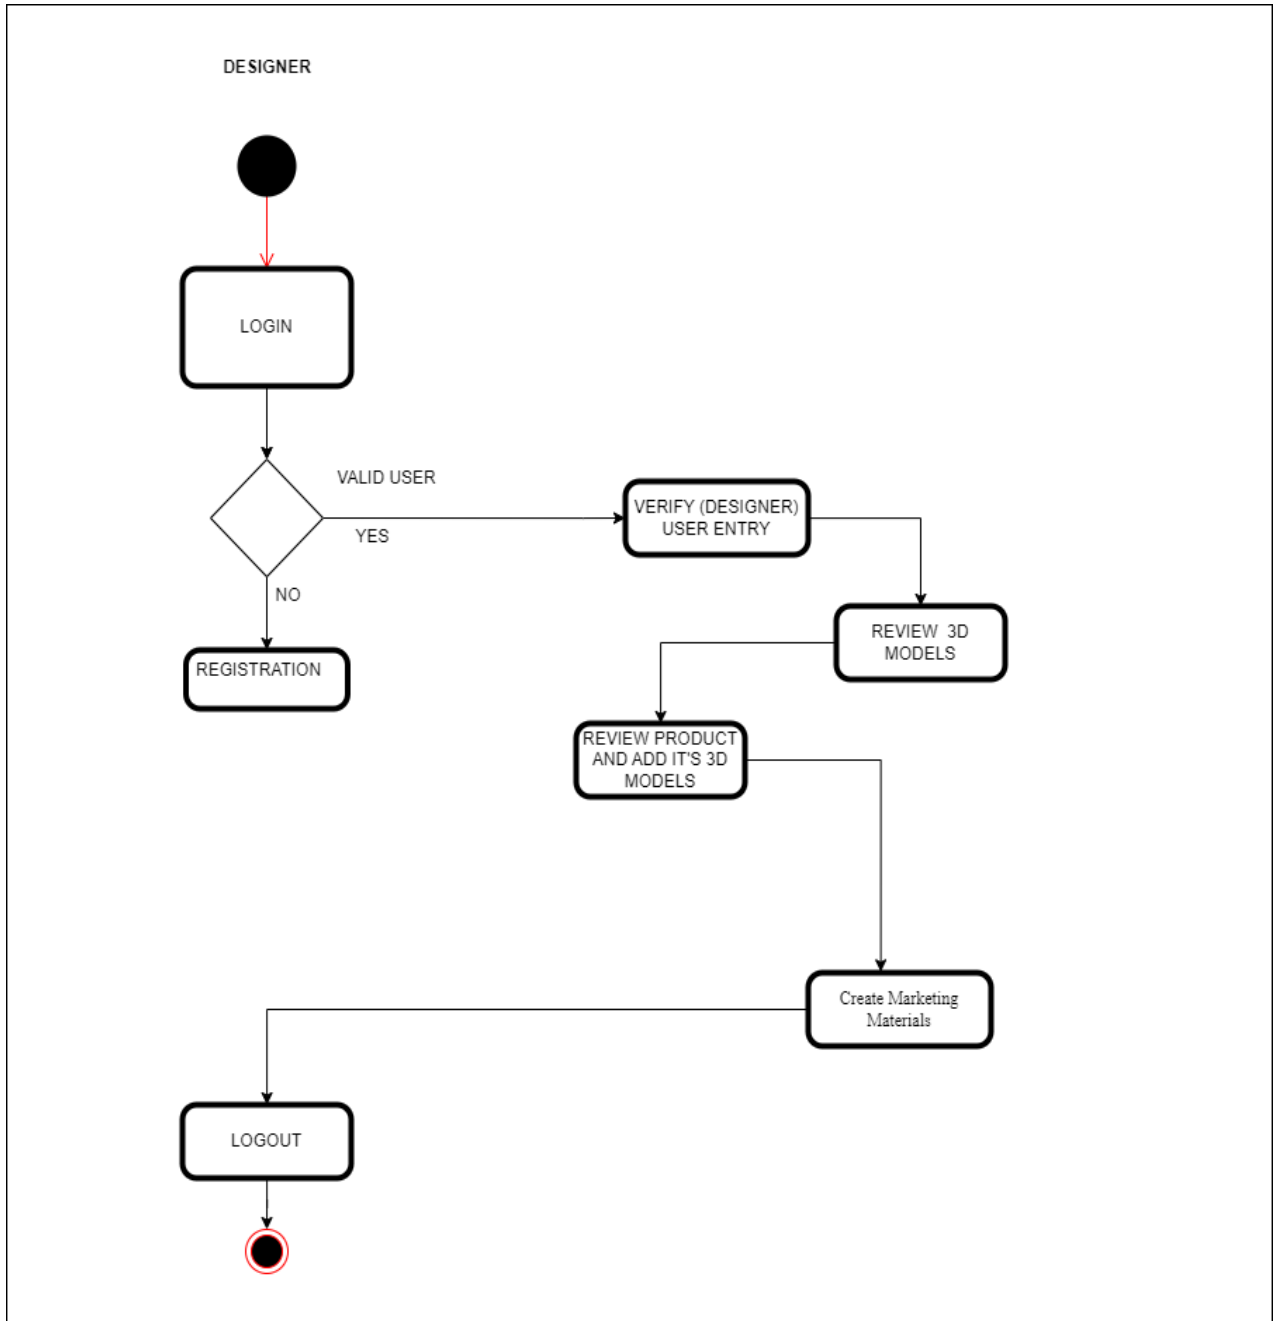 DESIGNER
LOGIN
VALID USER
YES
VERIFY (DESIGNER)
USER ENTRY
NO
REVIEW  3D
MODELS
REGISTRATION
REVIEW PRODUCT
AND ADD IT'S 3D
MODELS
Create Marketing
Materials
LOGOUT